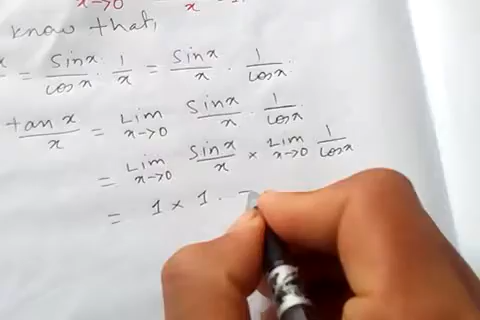 x→0
know that,
= sinx/cosx · 1/x = sinx/x · 1/cosx.
tanx/x = Lim x→0 sinx/x · 1/cosx.
= Lim x→0 sinx/x × Lim x→0 1/cosx
= 1 × 1 ·